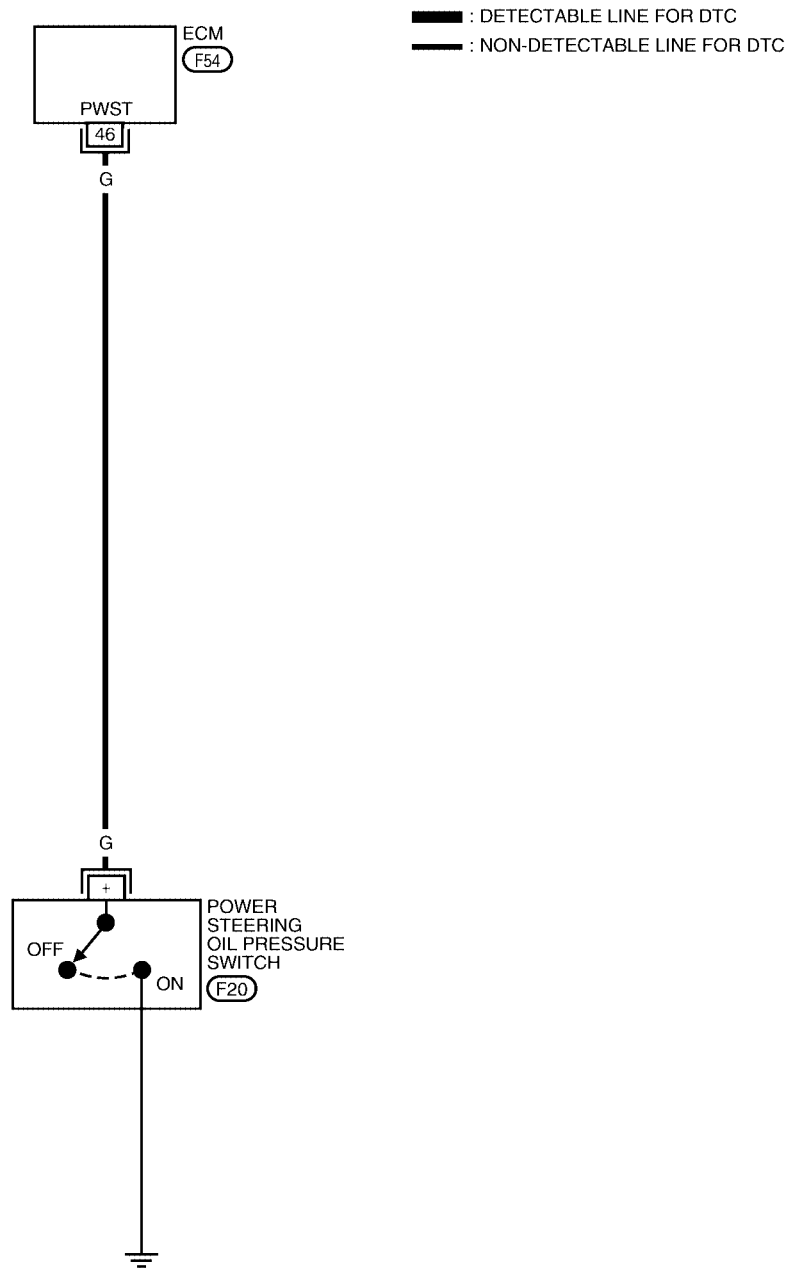 ECM
F54
PWST
46
: DETECTABLE LINE FOR DTC
: NON-DETECTABLE LINE FOR DTC
G
G
+
POWER
STEERING
OIL PRESSURE
SWITCH
F20
OFF
ON